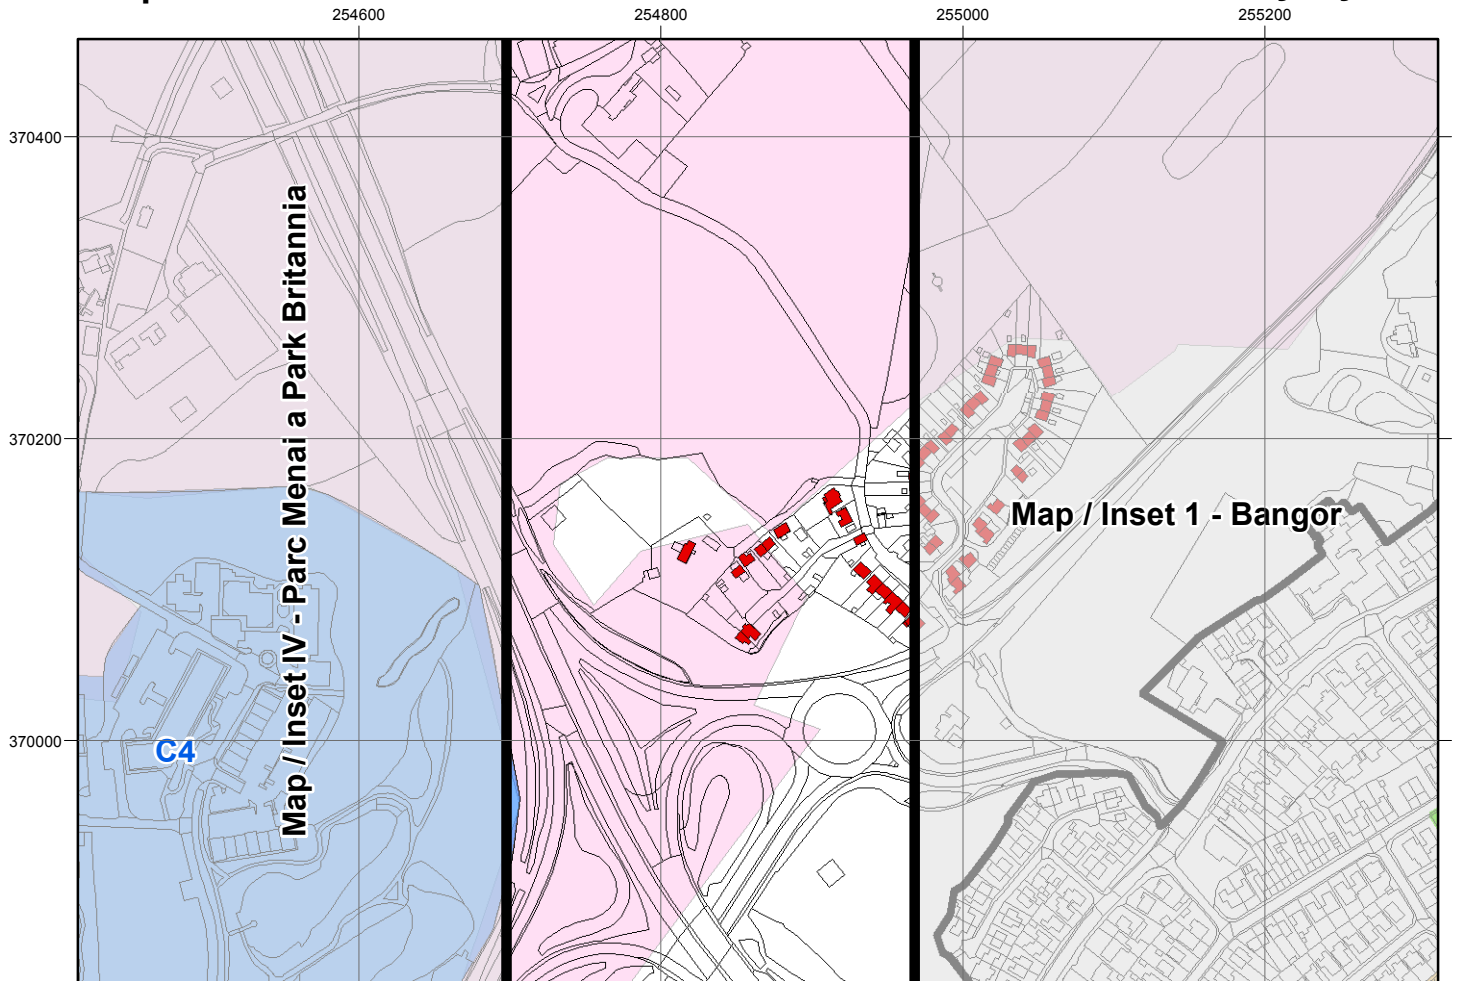 254600
254800
255000
255200
370400
370200
370000
Map / Inset IV - Parc Menai a Park Britannia
Map / Inset 1 - Bangor
C4